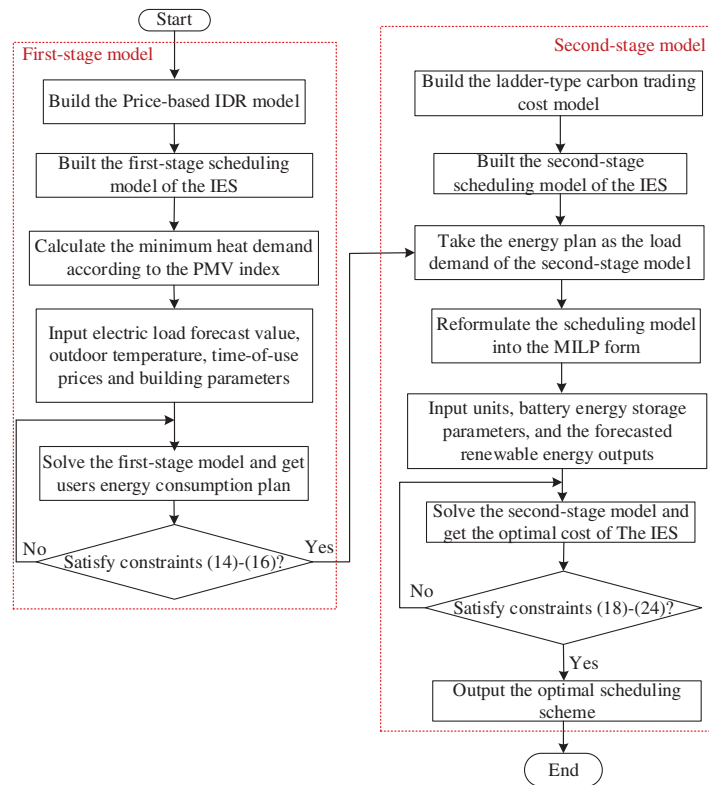 Start
First-stage model
Build the Price-based IDR model
Built the first-stage scheduling
model of the IES
Calculate the minimum heat demand
according to the PMV index
Input electric load forecast value,
outdoor temperature, time-of-use
prices and building parameters
Solve the first-stage model and get
users energy consumption plan
No
Satisfy constraints (14)-(16)?
Yes
Second-stage model
Build the ladder-type carbon trading
cost model
Built the second-stage
scheduling model of the IES
Take the energy plan as the load
demand of the second-stage model
Reformulate the scheduling model
into the MILP form
Input units, battery energy storage
parameters, and the forecasted
renewable energy outputs
Solve the second-stage model and
get the optimal cost of The IES
No
Satisfy constraints (18)-(24)?
Yes
Output the optimal scheduling
scheme
End